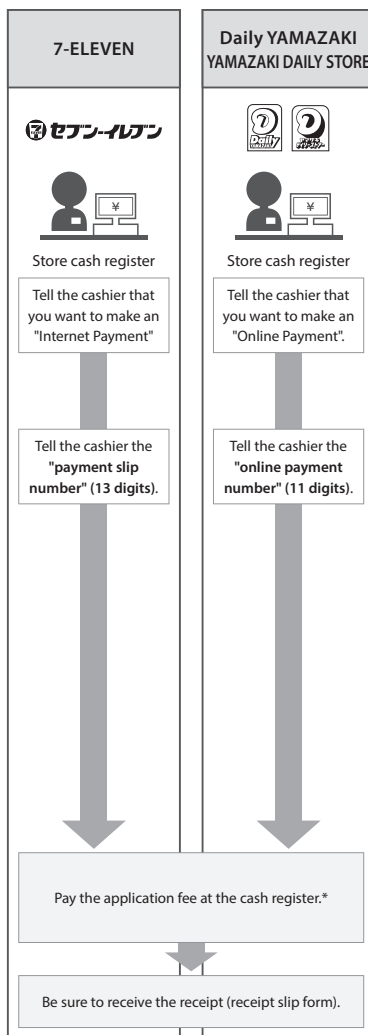 7-ELEVEN
セブン-イレブン
Store cash register
Tell the cashier that
you want to make an
"Internet Payment"
Tell the cashier the
"payment slip
number" (13 digits).
Daily YAMAZAKI
YAMAZAKI DAILY STORE
Daily
Store cash register
Tell the cashier that
you want to make an
"Online Payment".
Tell the cashier the
"online payment
number" (11 digits).
Pay the application fee at the cash register.*
Be sure to receive the receipt (receipt slip form).